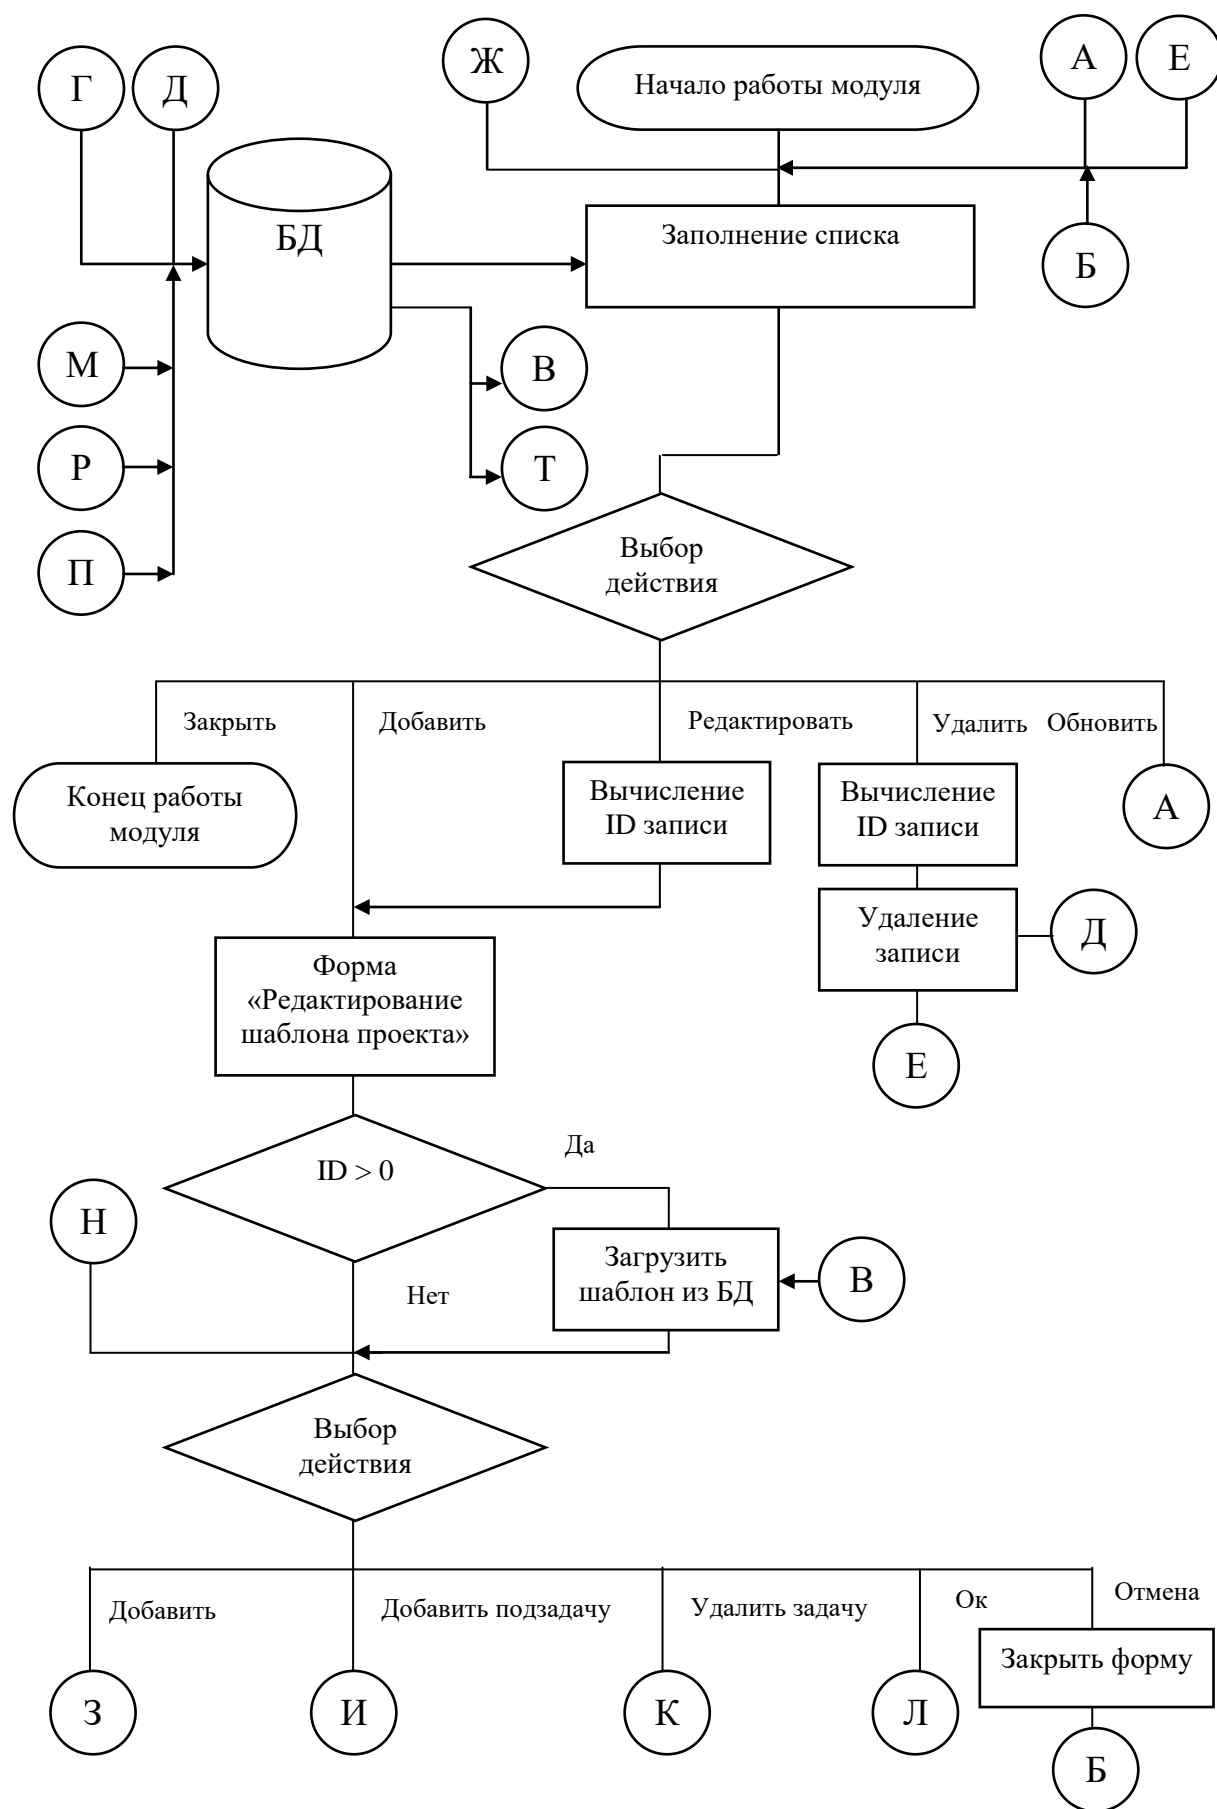 Г
Д
Ж
Начало работы модуля
А
Е
БД
Заполнение списка
Б
М
В
Р
Т
П
Выбор
действия
Закрыть
Добавить
Редактировать
Удалить
Обновить
Конец работы
модуля
Вычисление
ID записи
Вычисление
ID записи
А
Удаление
записи
Д
Форма
«Редактирование
шаблона проекта»
Е
ID > 0
Да
Н
Загрузить
шаблон из БД
В
Нет
Выбор
действия
Добавить
Добавить подзадачу
Удалить задачу
Ок
Отмена
Закрыть форму
З
И
К
Л
Б